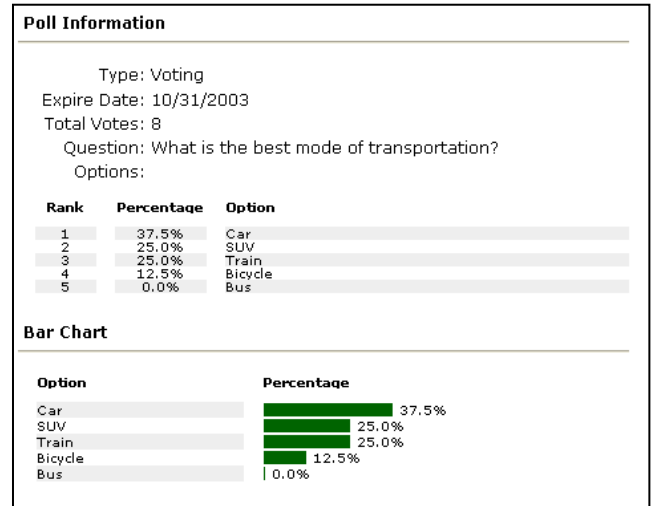 Poll Information
Type: Voting
Expire Date: 10/31/2003
Total Votes: 8
Question: What is the best mode of transportation?
Options:
Rank Percentage Option
1 37.5% Car
2 25.0% SUV
3 25.0% Train
4 12.5% Bicycle
5 0.0% Bus
Bar Chart
Option Percentage
Car 37.5%
SUV 25.0%
Train 25.0%
Bicycle 12.5%
Bus 0.0%